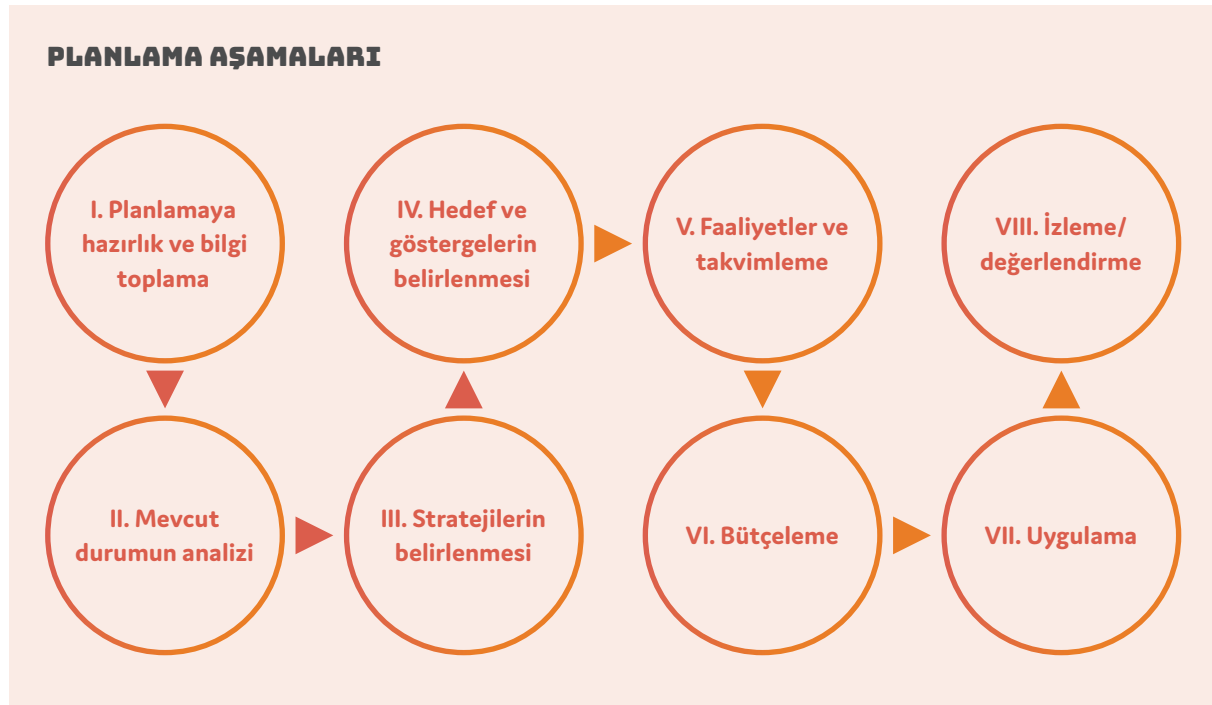 PLANLAMA AŞAMALARI
I. Planlamaya
hazırlık ve bilgi
toplama
II. Mevcut
durumun analizi
III. Stratejilerin
belirlenmesi
IV. Hedef ve
göstergelerin
belirlenmesi
V. Faaliyetler ve
takvimleme
VI. Bütçeleme
VII. Uygulama
VIII. İzleme/
değerlendirme